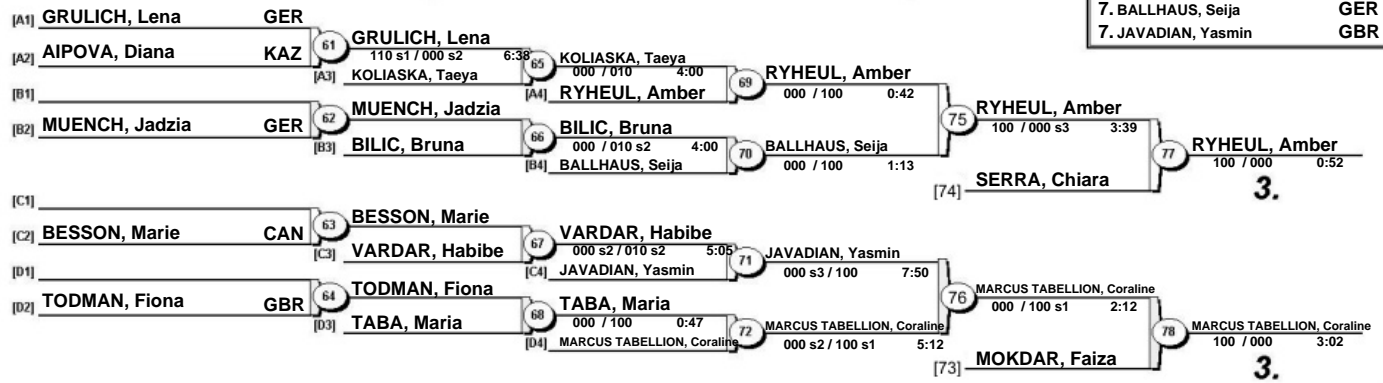 7. BALLHAUS, Seija GER
7. JAVADIAN, Yasmin GBR
[A1] GRULICH, Lena GER
61 GRULICH, Lena
[A2] AIPOVA, Diana KAZ
110 s1 / 000 s2 6:38
65 KOLIASKA, Taeya
000 / 010 4:00
[A3] KOLIASKA, Taeya
69 RYHEUL, Amber
000 / 100 0:42
[A4] RYHEUL, Amber
[B1]
62 MUENCH, Jadzia
75 RYHEUL, Amber
100 / 000 s3 3:39
[B2] MUENCH, Jadzia GER
66 BILIC, Bruna
000 / 010 s2 4:00
[B3] BILIC, Bruna
70 BALLHAUS, Seija
000 / 100 1:13
77 RYHEUL, Amber
100 / 000 0:52
[B4] BALLHAUS, Seija
[74] SERRA, Chiara
3.
[C1]
63 BESSON, Marie
[C2] BESSON, Marie CAN
67 VARDAR, Habibe
000 s2 / 010 s2 5:05
[C3] VARDAR, Habibe
71 JAVADIAN, Yasmin
000 s3 / 100 7:50
[C4] JAVADIAN, Yasmin
[D1]
64 TODMAN, Fiona
76 MARCUS TABELLION, Coraline
000 / 100 s1 2:12
[D2] TODMAN, Fiona GBR
68 TABA, Maria
000 / 100 0:47
[D3] TABA, Maria
72 MARCUS TABELLION, Coraline
000 s2 / 100 s1 5:12
78 MARCUS TABELLION, Coraline
100 / 000 3:02
[D4] MARCUS TABELLION, Coraline
[73] MOKDAR, Faiza
3.